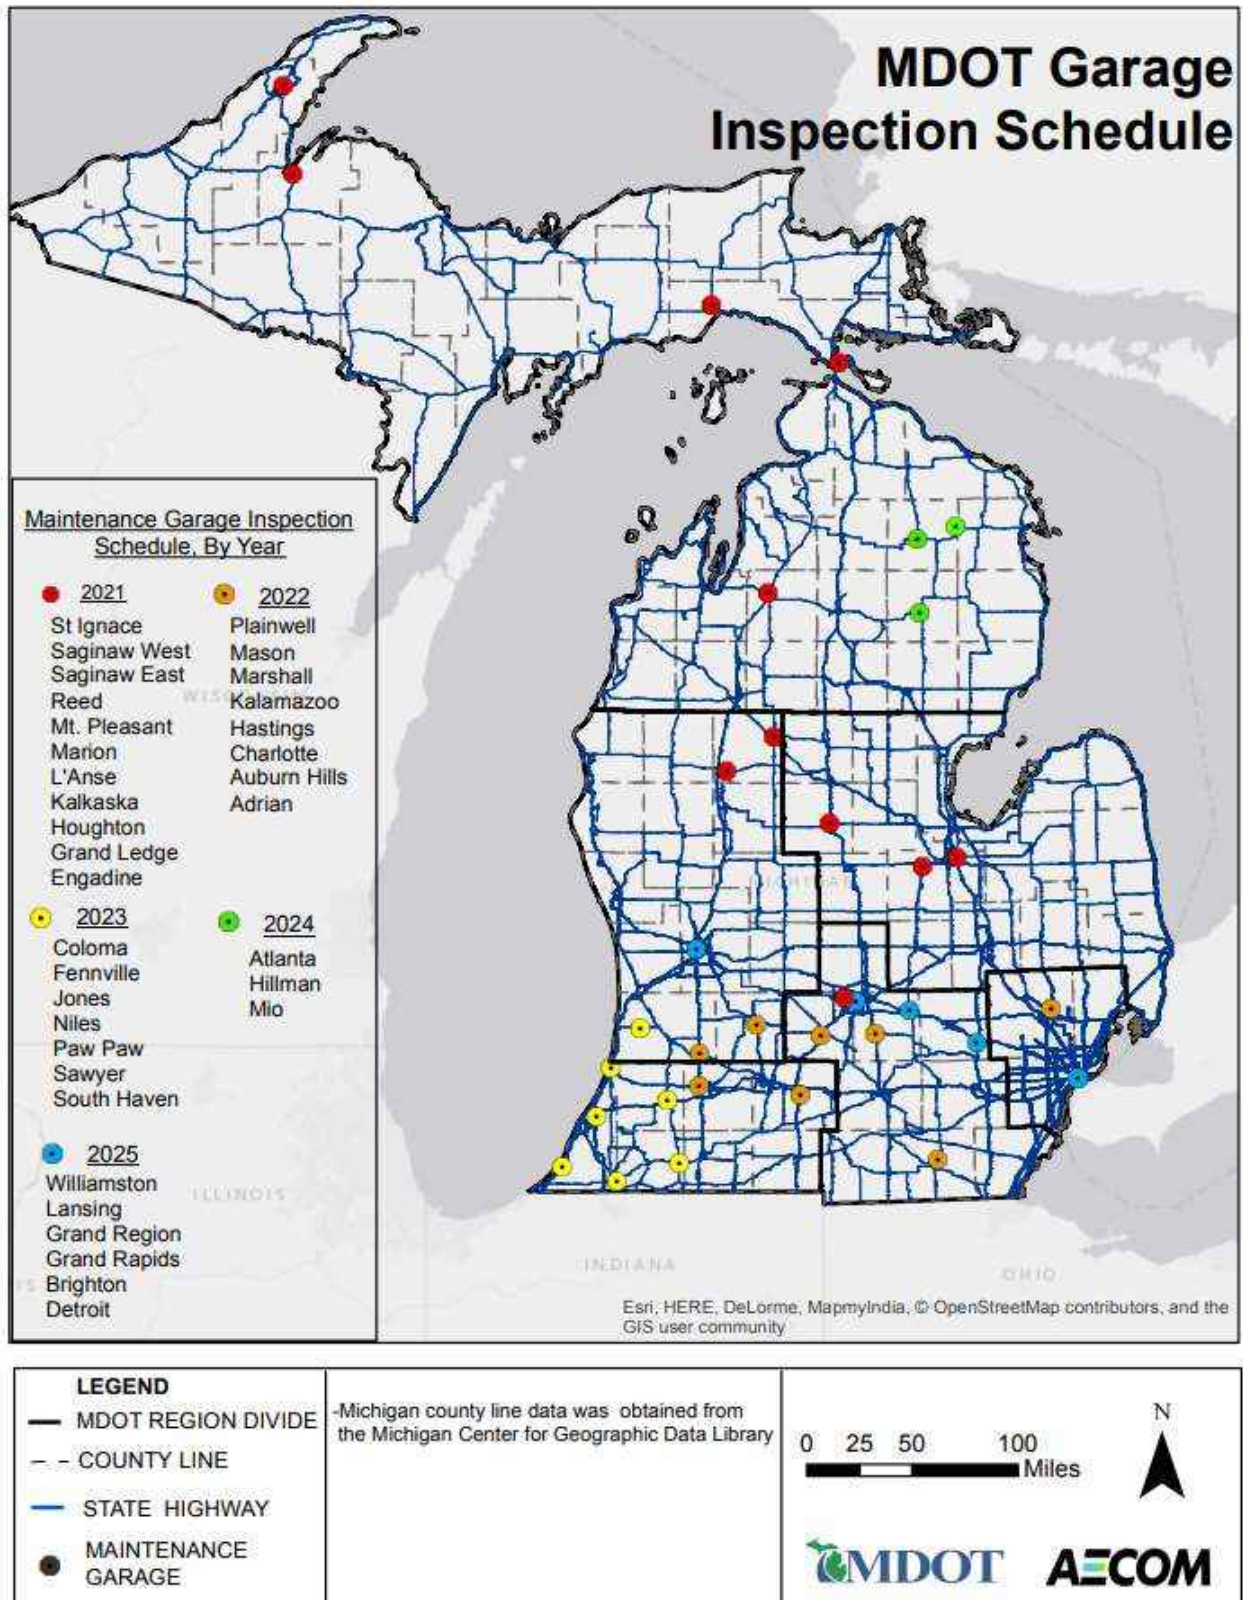 MDOT Garage
Inspection Schedule
Maintenance Garage Inspection
Schedule, By Year
2021
St Ignace
Saginaw West
Saginaw East
Reed
Mt. Pleasant
Marion
L'Anse
Kalkaska
Houghton
Grand Ledge
Engadine
2022
Plainwell
Mason
Marshall
Kalamazoo
Hastings
Charlotte
Auburn Hills
Adrian
2023
Coloma
Fennville
Jones
Niles
Paw Paw
Sawyer
South Haven
2024
Atlanta
Hillman
Mio
2025
Williamston
Lansing
Grand Region
Grand Rapids
Brighton
Detroit
ILLINOIS
INDIANA
OHIO
Esri, HERE, DeLorme, MapmyIndia, © OpenStreetMap contributors, and the
GIS user community
LEGEND
MDOT REGION DIVIDE
COUNTY LINE
STATE HIGHWAY
MAINTENANCE
GARAGE
-Michigan county line data was obtained from
the Michigan Center for Geographic Data Library
0 25 50 100
Miles
N
MDOT
AECOM